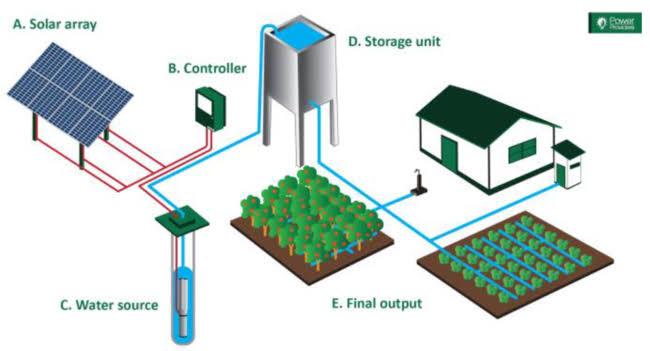 A. Solar array
B. Controller
D. Storage unit
Power
Providers
C. Water source
E. Final output